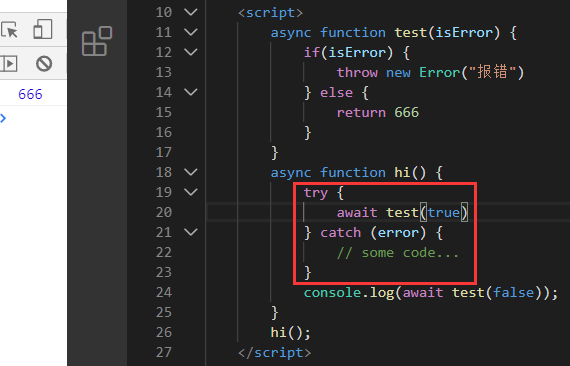 666
10 <script>
11 async function test(isError) {
12 if(isError) {
13 throw new Error("报错")
14 } else {
15 return 666
16 }
17 }
18 async function hi() {
19 try {
20 await test(true)
21 } catch (error) {
22 // some code...
23 }
24 console.log(await test(false));
25 }
26 hi();
27 </script>